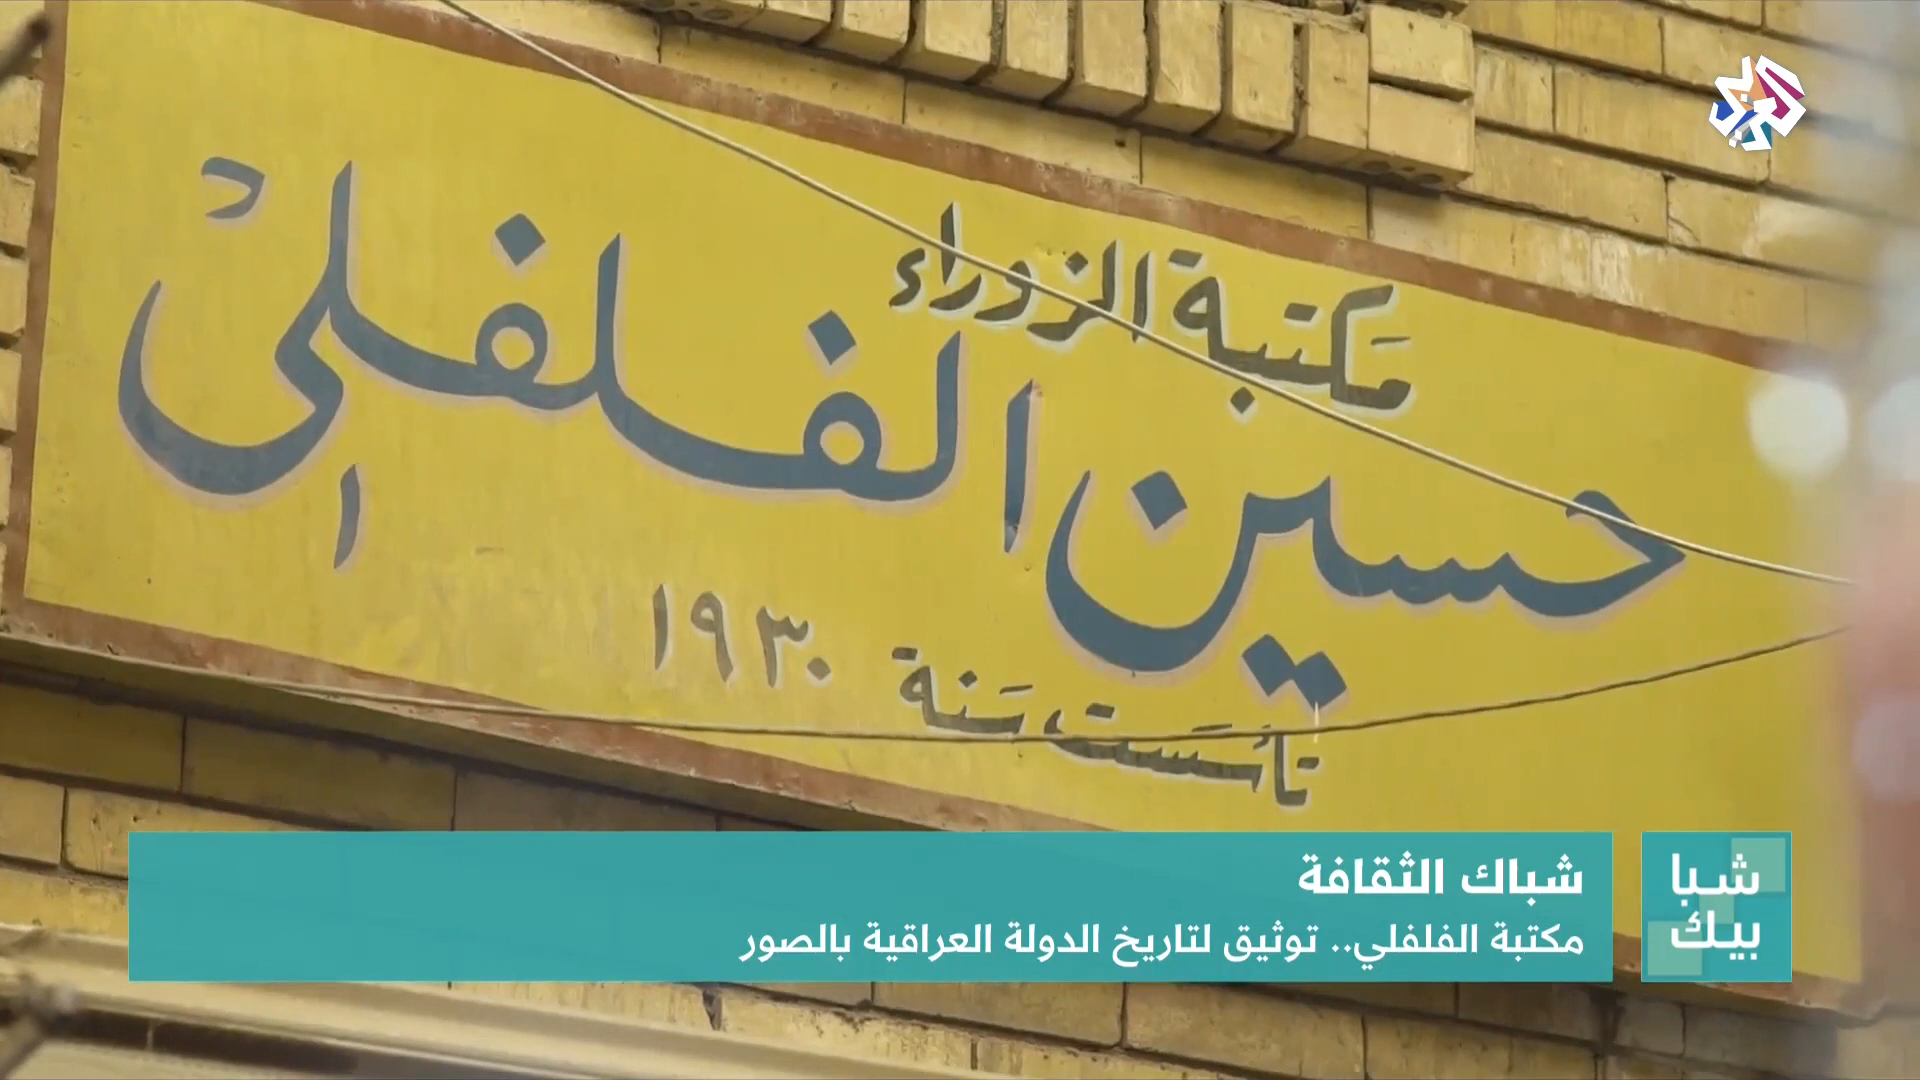 مكتبة الزوراء
حسين الفلفلي
تأسست سنة ١٩٣٠
شباك الثقافة
مكتبة الفلفلي.. توثيق لتاريخ الدولة العراقية بالصور
شبا
بيك